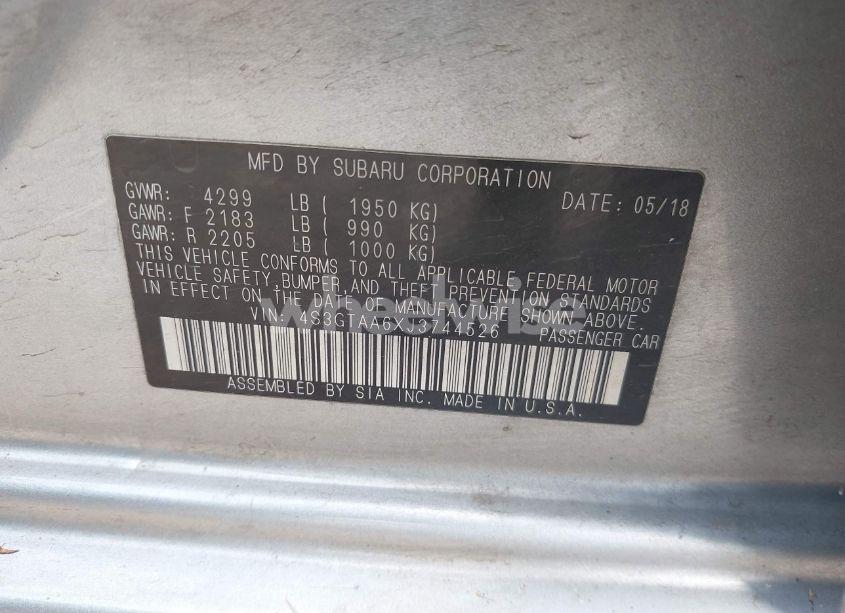 MFD BY SUBARU CORPORATION
GVWR: 4299 LB ( 1950 KG) DATE: 05/18
GAWR: F 2183 LB ( 990 KG)
GAWR: R 2205 LB ( 1000 KG)
THIS VEHICLE CONFORMS TO ALL APPLICABLE FEDERAL MOTOR
VEHICLE SAFETY, BUMPER, AND THEFT PREVENTION STANDARDS
IN EFFECT ON THE DATE OF MANUFACTURE SHOWN ABOVE.
wheelwise
VIN: 4S3GTAA6XJ3744526 PASSENGER CAR
ASSEMBLED BY SIA INC. MADE IN U.S.A.